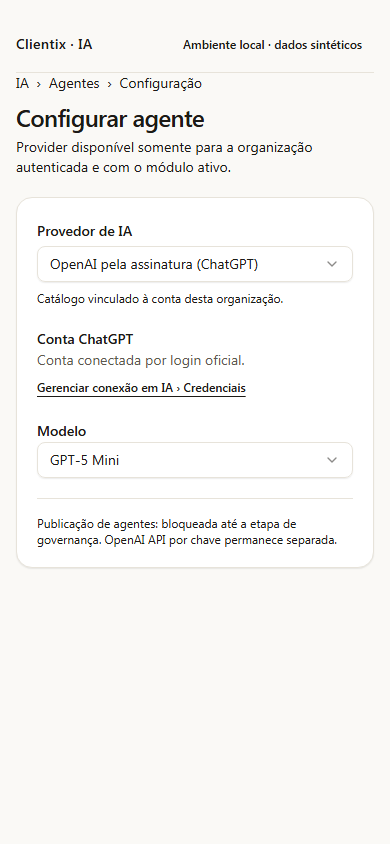 Clientix · IA
Ambiente local · dados sintéticos
IA › Agentes › Configuração
Configurar agente
Provider disponível somente para a organização
autenticada e com o módulo ativo.
Provedor de IA
OpenAI pela assinatura (ChatGPT)
Catálogo vinculado à conta desta organização.
Conta ChatGPT
Conta conectada por login oficial.
Gerenciar conexão em IA › Credenciais
Modelo
GPT-5 Mini
Publicação de agentes: bloqueada até a etapa de
governança. OpenAI API por chave permanece separada.